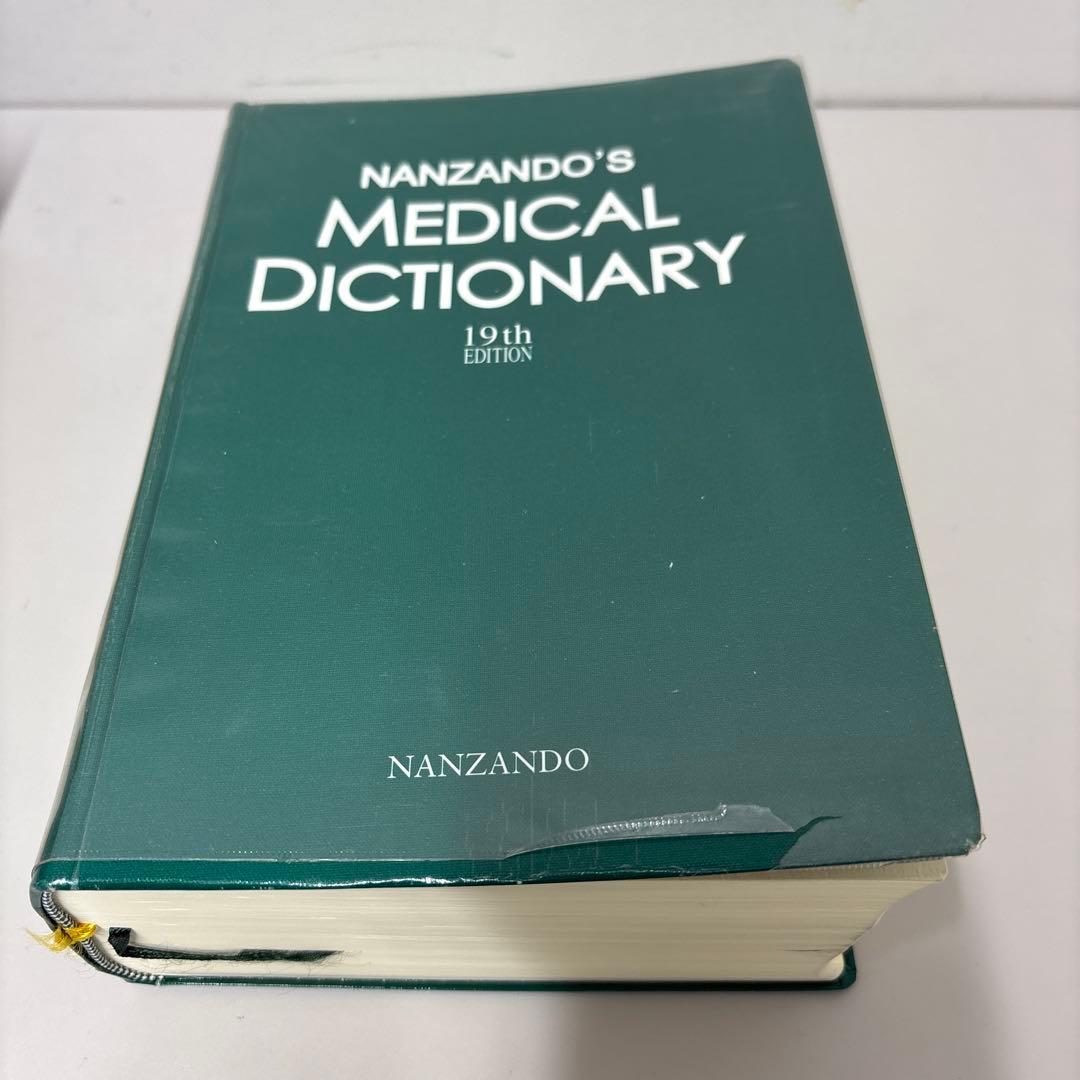 NANZANDO'S
MEDICAL
DICTIONARY
19th
EDITION
NANZANDO